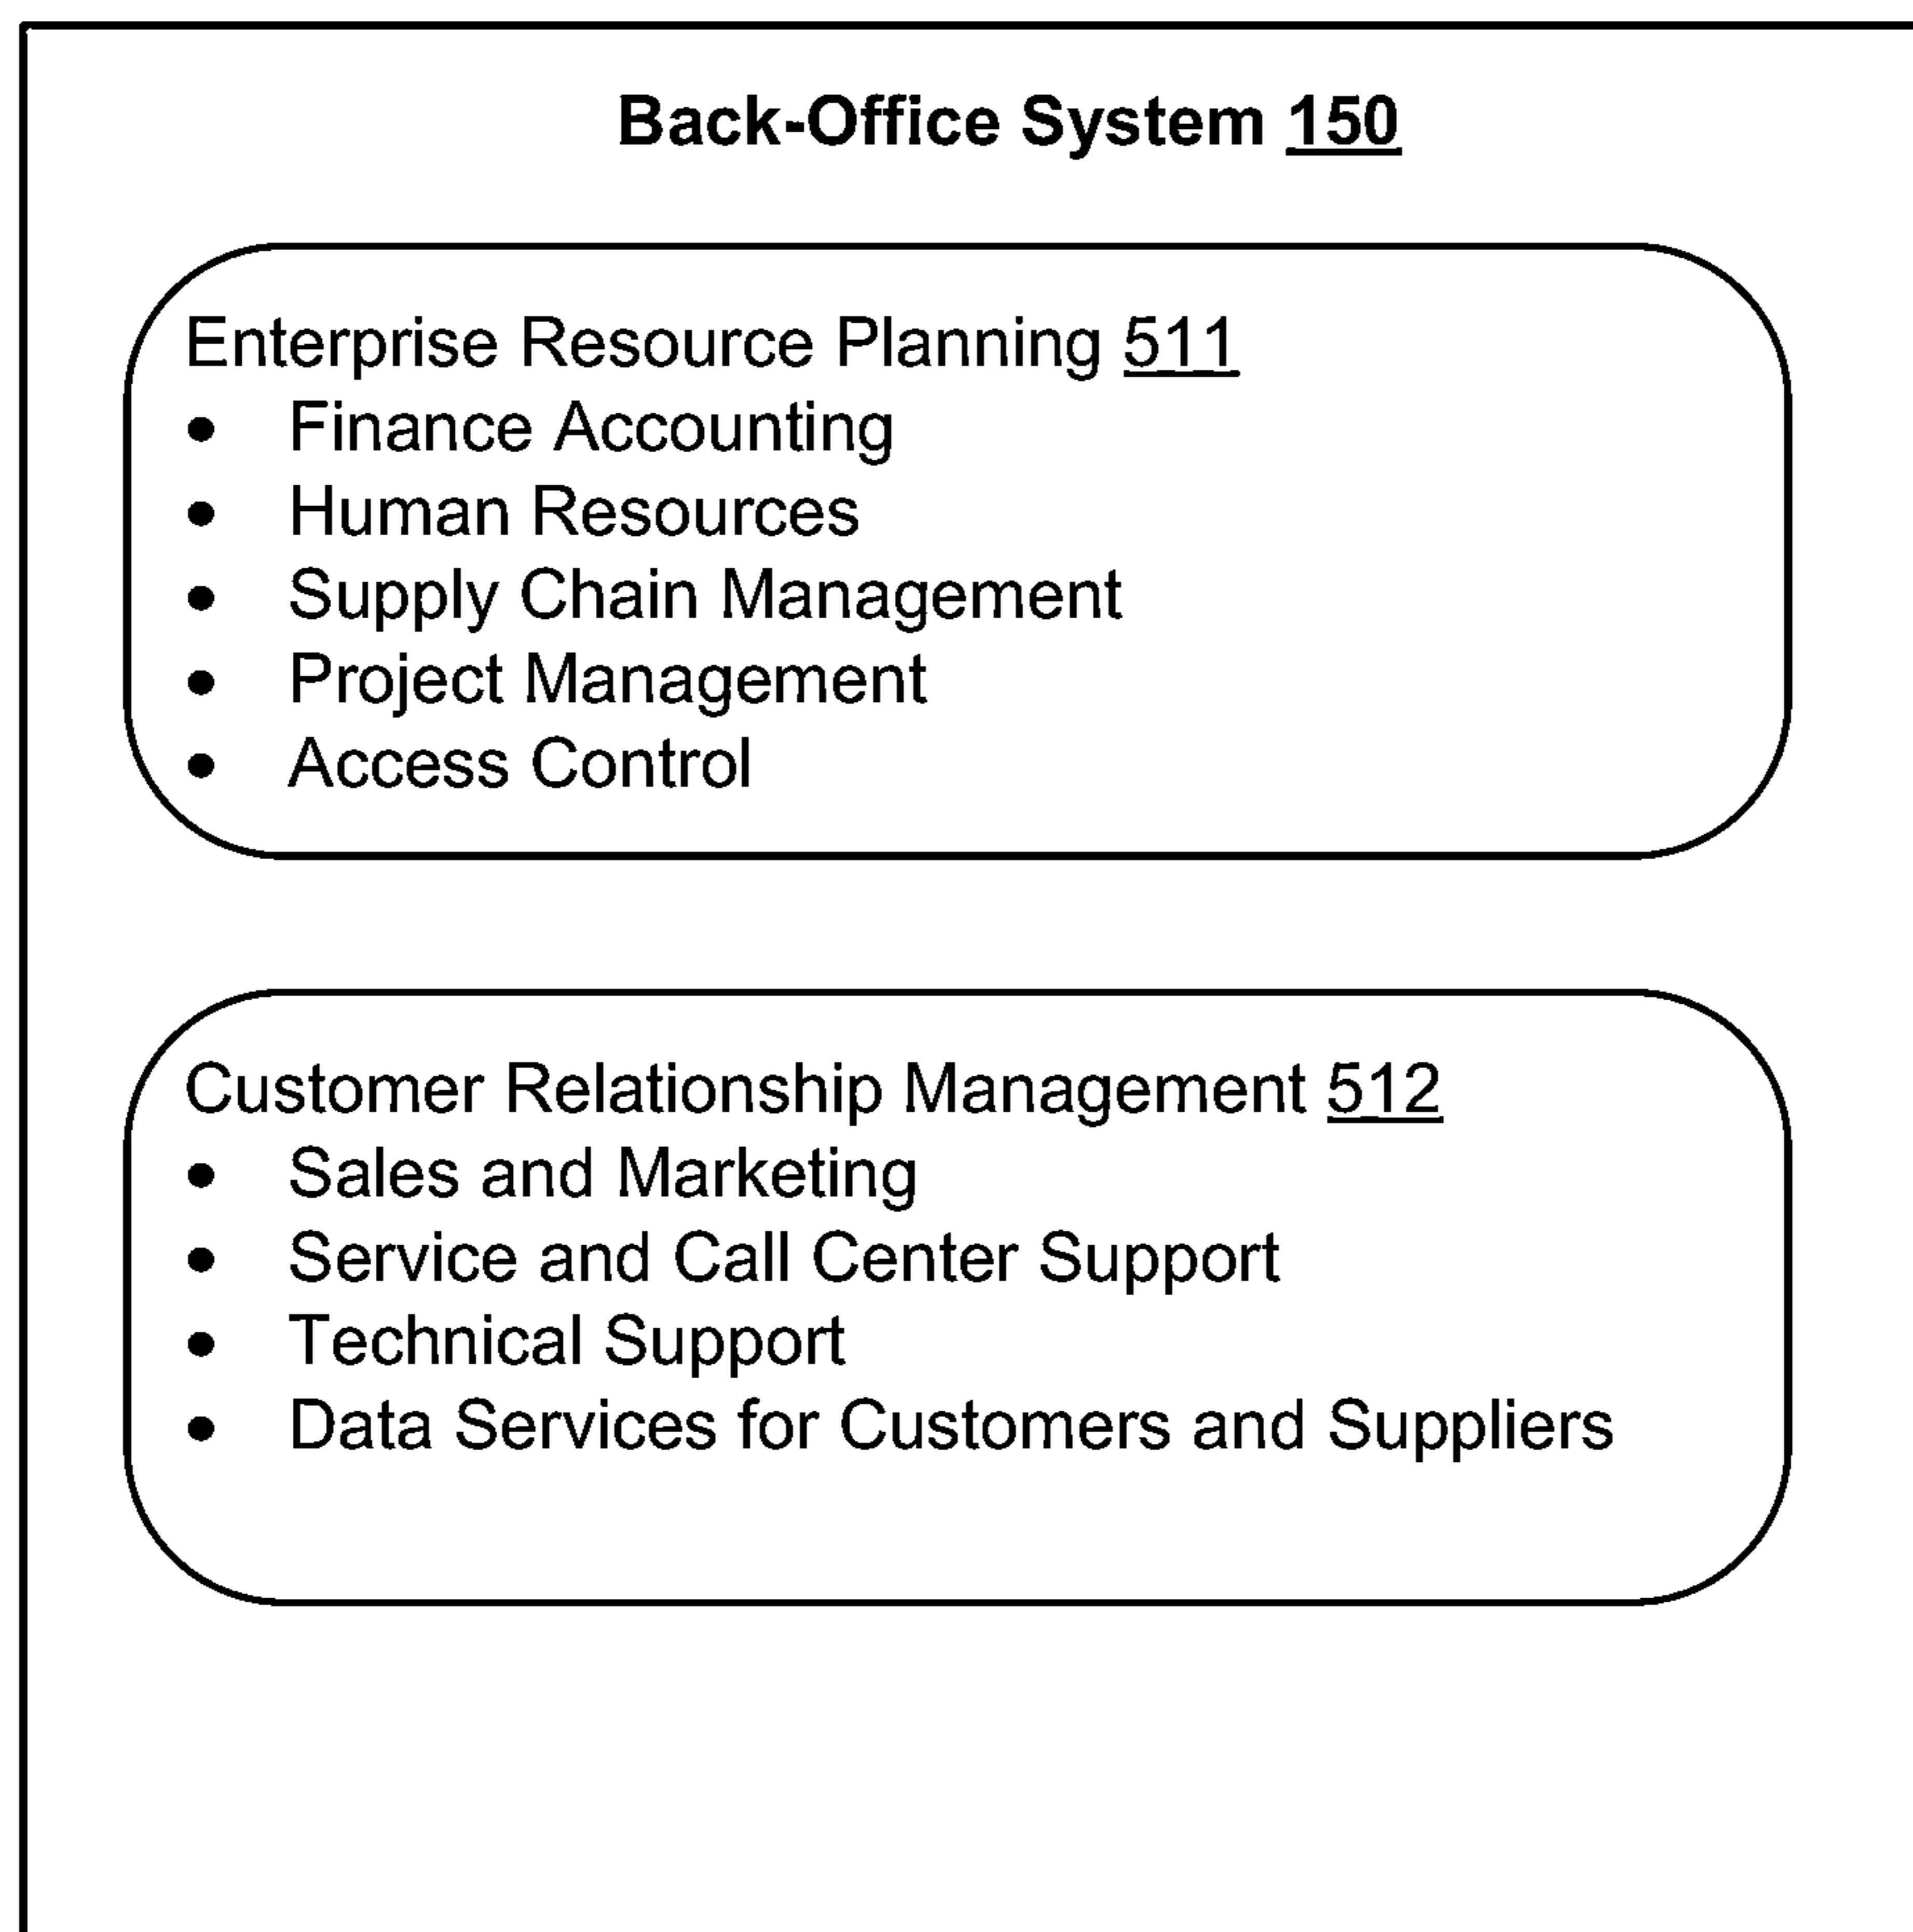 Back-Office System 150
Enterprise Resource Planning 511
• Finance Accounting
• Human Resources
• Supply Chain Management
• Project Management
• Access Control
Customer Relationship Management 512
• Sales and Marketing
• Service and Call Center Support
• Technical Support
• Data Services for Customers and Suppliers